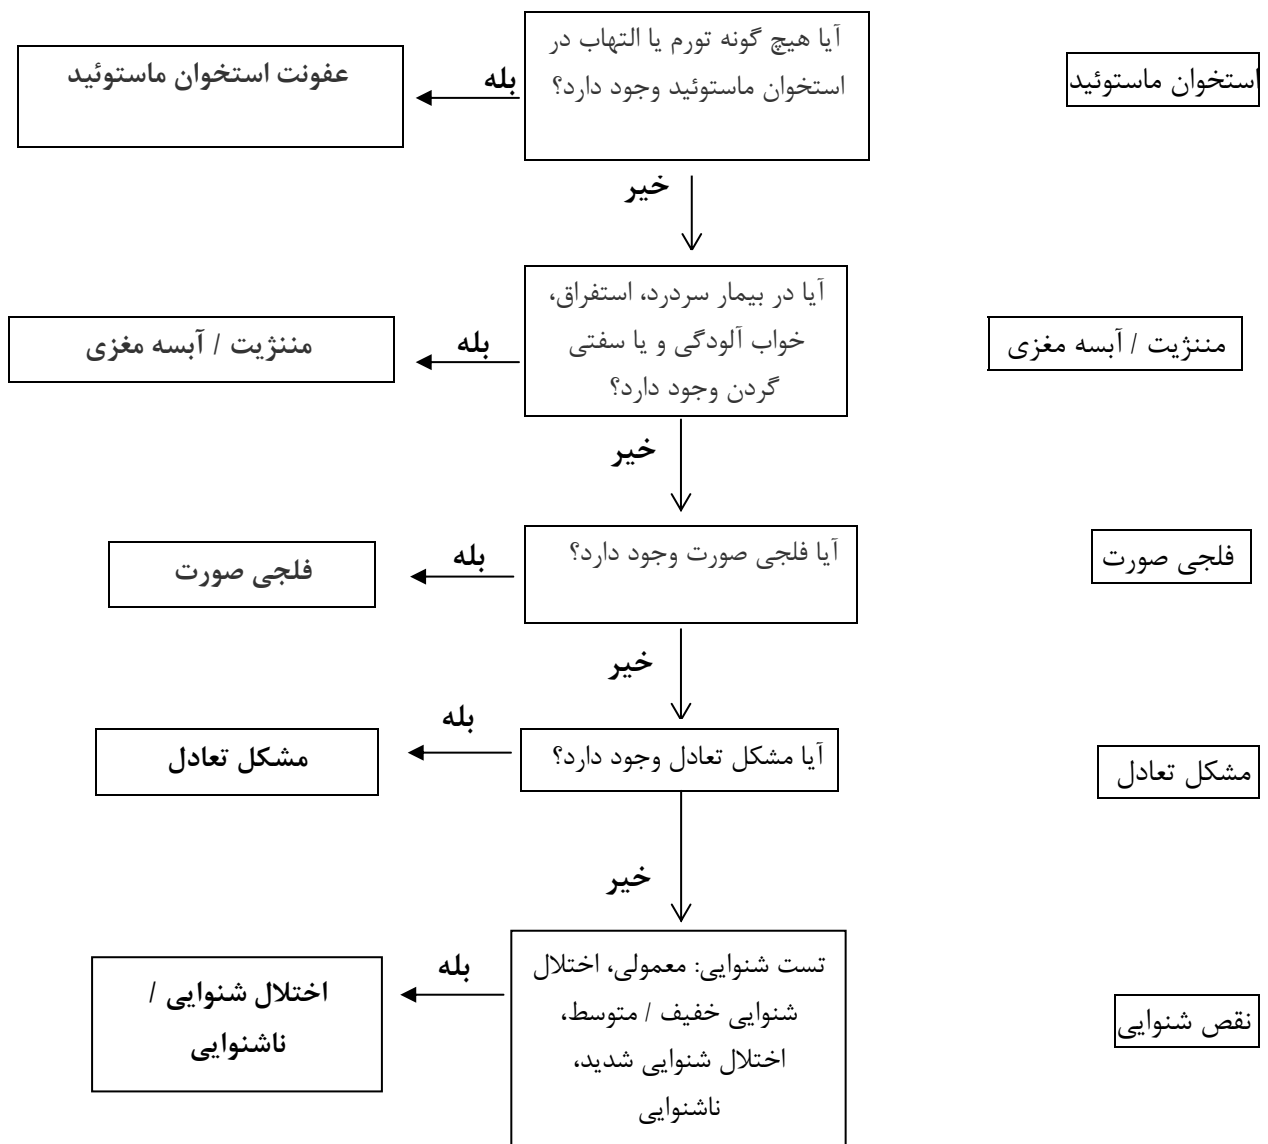 استخوان ماستوئید
آیا هیچ گونه تورم یا التهاب در
استخوان ماستوئید وجود دارد؟
بله
عفونت استخوان ماستوئید
خیر
مننژیت / آبسه مغزی
آیا در بیمار سردرد، استفراق،
خواب آلودگی و یا سفتی
گردن وجود دارد؟
بله
مننژیت / آبسه مغزی
خیر
فلجی صورت
آیا فلجی صورت وجود دارد؟
بله
فلجی صورت
خیر
مشکل تعادل
آیا مشکل تعادل وجود دارد؟
بله
مشکل تعادل
خیر
نقص شنوایی
تست شنوایی: معمولی، اختلال
شنوایی خفیف / متوسط،
اختلال شنوایی شدید،
ناشنوایی
بله
اختلال شنوایی /
ناشنوایی